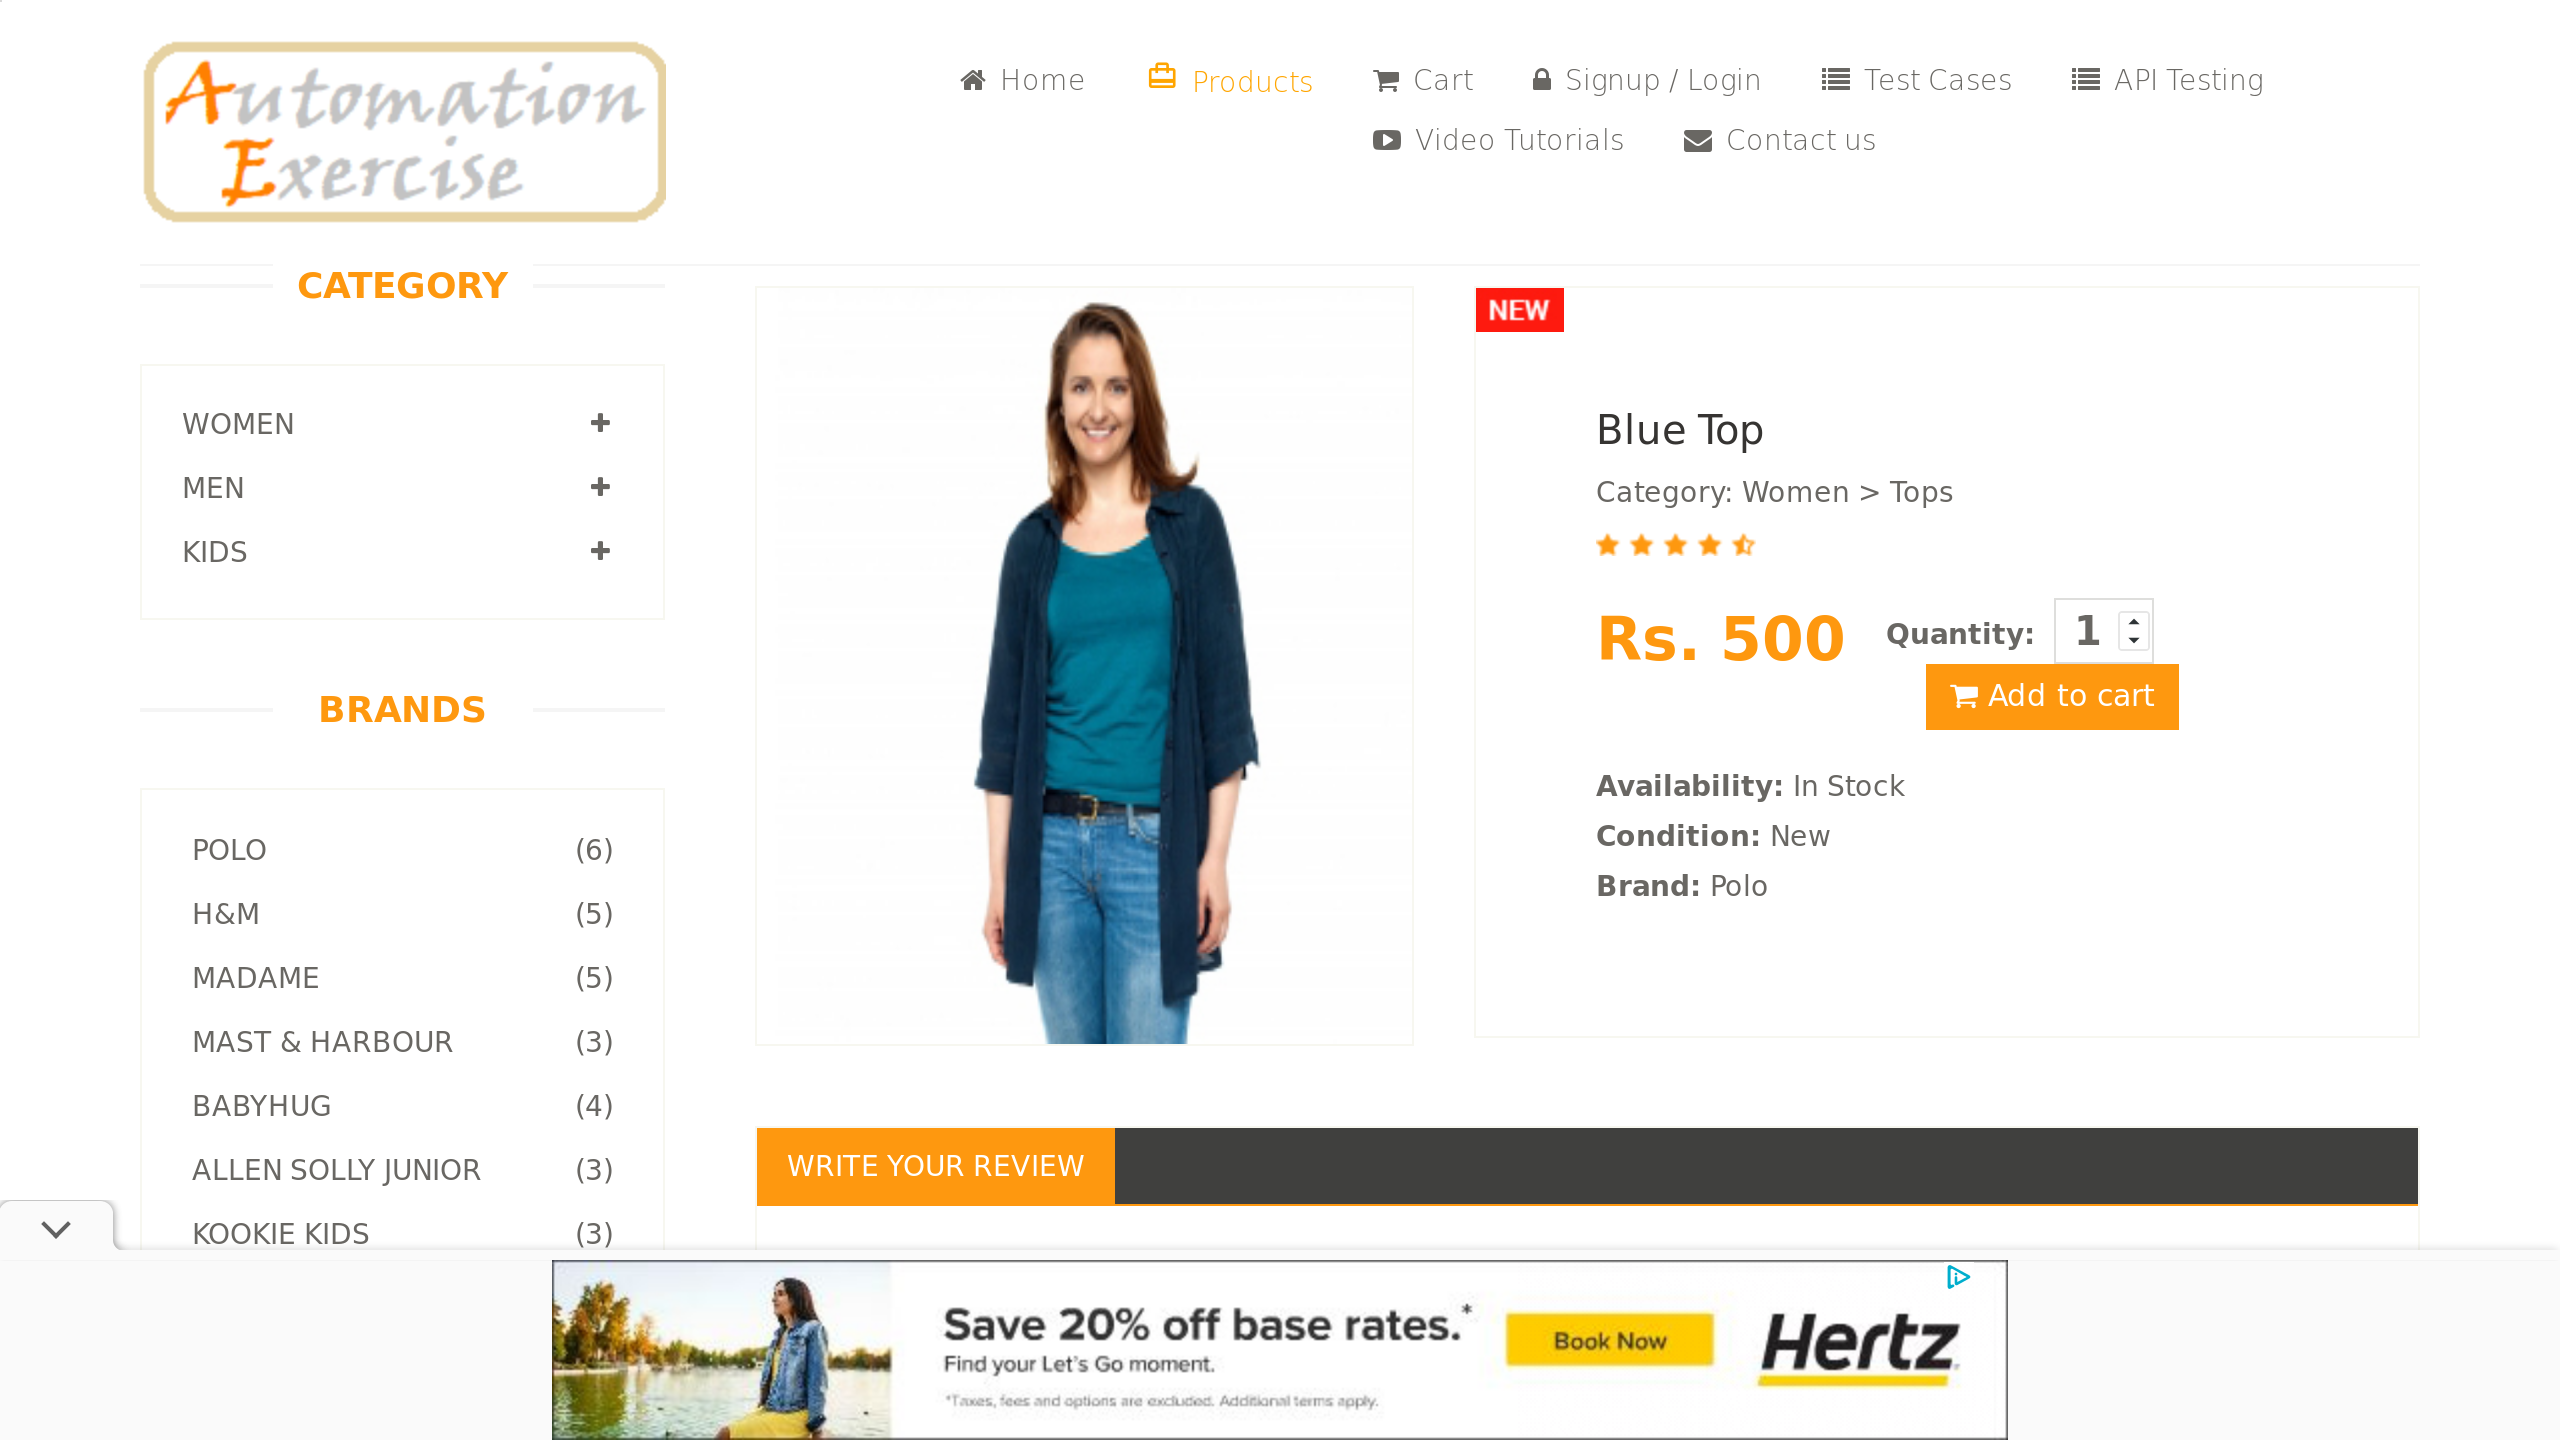 Automation
Exercise
Home
Products
Cart
Signup / Login
Test Cases
API Testing
Video Tutorials
Contact us
CATEGORY
WOMEN
MEN
KIDS
BRANDS
POLO (6)
H&M (5)
MADAME (5)
MAST & HARBOUR (3)
BABYHUG (4)
ALLEN SOLLY JUNIOR (3)
KOOKIE KIDS (3)
NEW
Blue Top
Category: Women > Tops
Rs. 500 Quantity: 1
Add to cart
Availability: In Stock
Condition: New
Brand: Polo
WRITE YOUR REVIEW
Save 20% off base rates.*
Find your Let's Go moment.
*Taxes, fees and options are excluded. Additional terms apply.
Book Now
Hertz